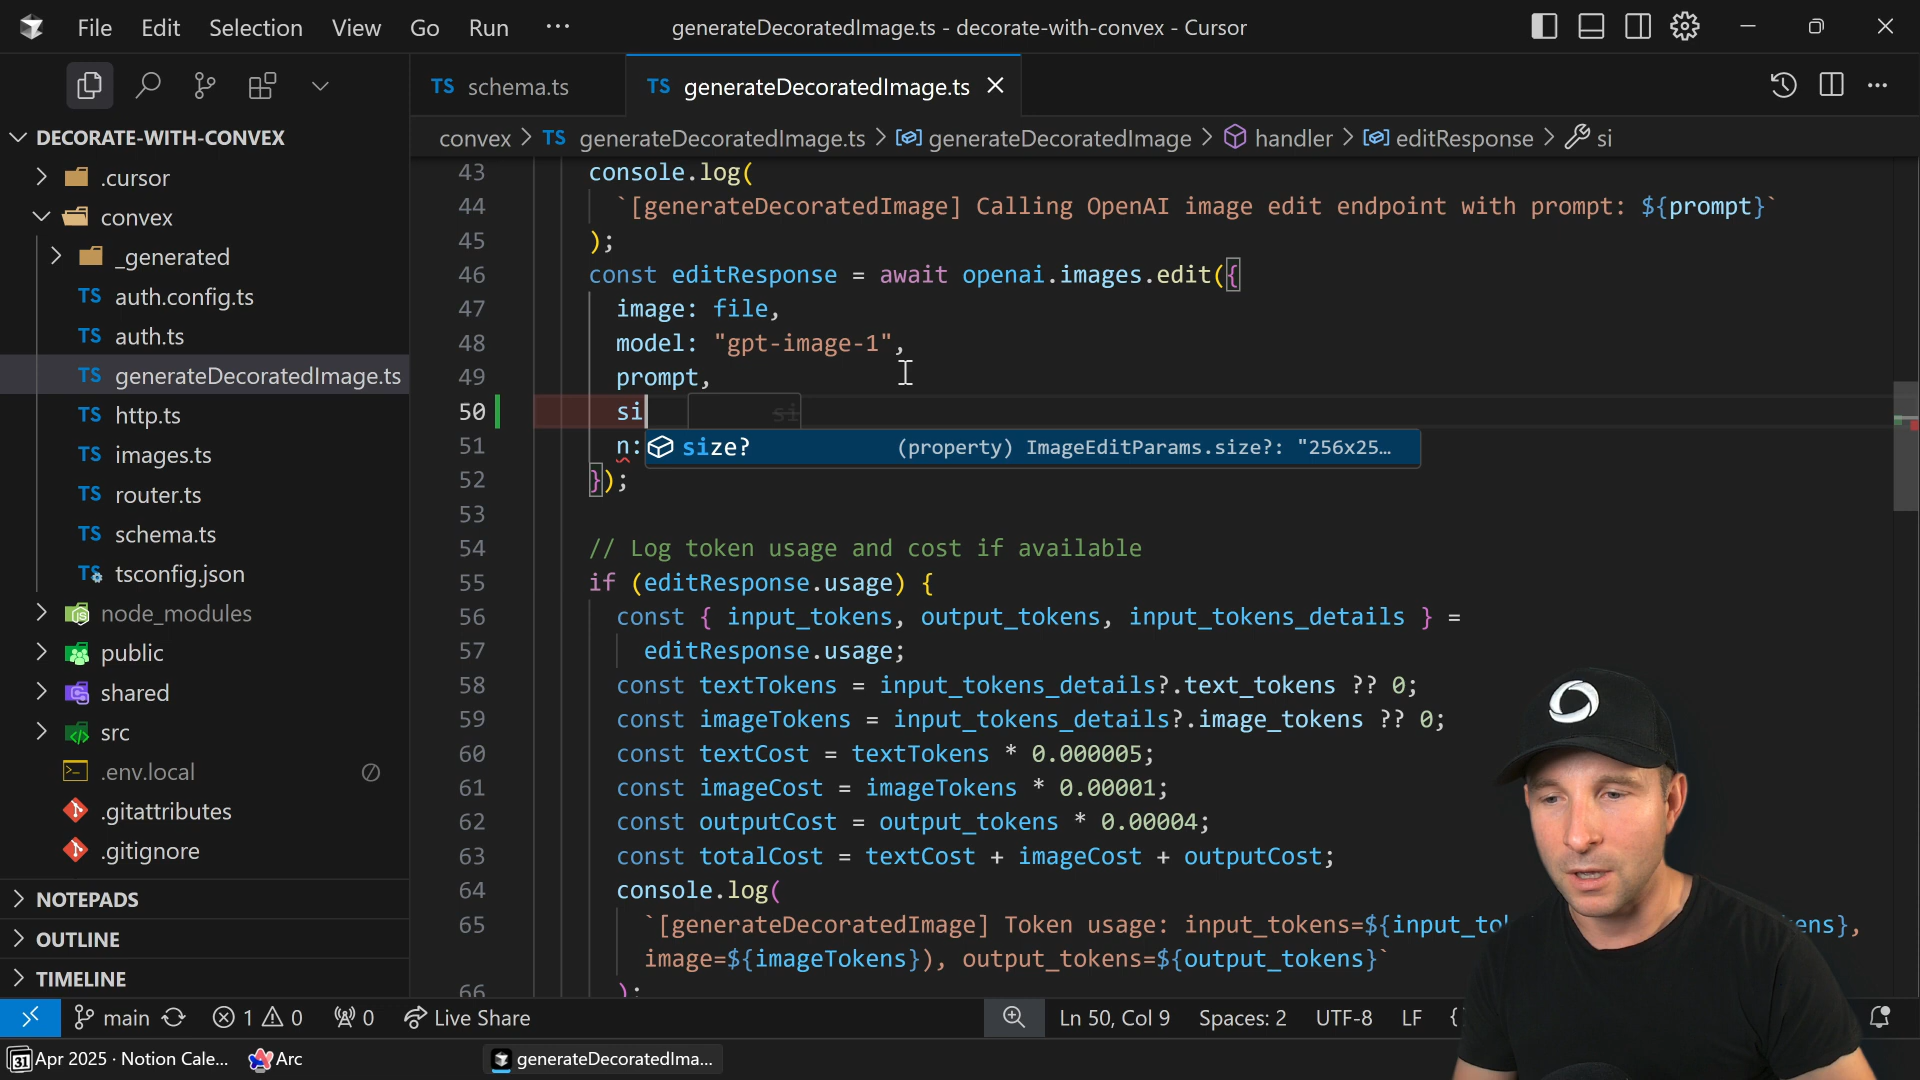 File Edit Selection View Go Run ··· generateDecoratedImage.ts - decorate-with-convex - Cursor
TS schema.ts TS generateDecoratedImage.ts
DECORATE-WITH-CONVEX
convex > TS generateDecoratedImage.ts > generateDecoratedImage > handler > editResponse > si
.cursor
convex
_generated
TS auth.config.ts
TS auth.ts
TS generateDecoratedImage.ts
TS http.ts
TS images.ts
TS router.ts
TS schema.ts
TS tsconfig.json
node_modules
public
shared
src
.env.local
.gitattributes
.gitignore
NOTEPADS
OUTLINE
TIMELINE
43 console.log(
44 `[generateDecoratedImage] Calling OpenAI image edit endpoint with prompt: ${prompt}`
45 );
46 const editResponse = await openai.images.edit({
47 image: file,
48 model: "gpt-image-1",
49 prompt,
50 si si
51 n: size? (property) ImageEditParams.size?: "256x25…
52 });
53
54 // Log token usage and cost if available
55 if (editResponse.usage) {
56 const { input_tokens, output_tokens, input_tokens_details } =
57 editResponse.usage;
58 const textTokens = input_tokens_details?.text_tokens ?? 0;
59 const imageTokens = input_tokens_details?.image_tokens ?? 0;
60 const textCost = textTokens * 0.000005;
61 const imageCost = imageTokens * 0.00001;
62 const outputCost = output_tokens * 0.00004;
63 const totalCost = textCost + imageCost + outputCost;
64 console.log(
65 `[generateDecoratedImage] Token usage: input_tokens=${input_to ens},
image=${imageTokens}), output_tokens=${output_tokens}`
66 );
main 1 0 0 Live Share Ln 50, Col 9 Spaces: 2 UTF-8 LF {
31 Apr 2025 · Notion Cale... Arc generateDecoratedIma...